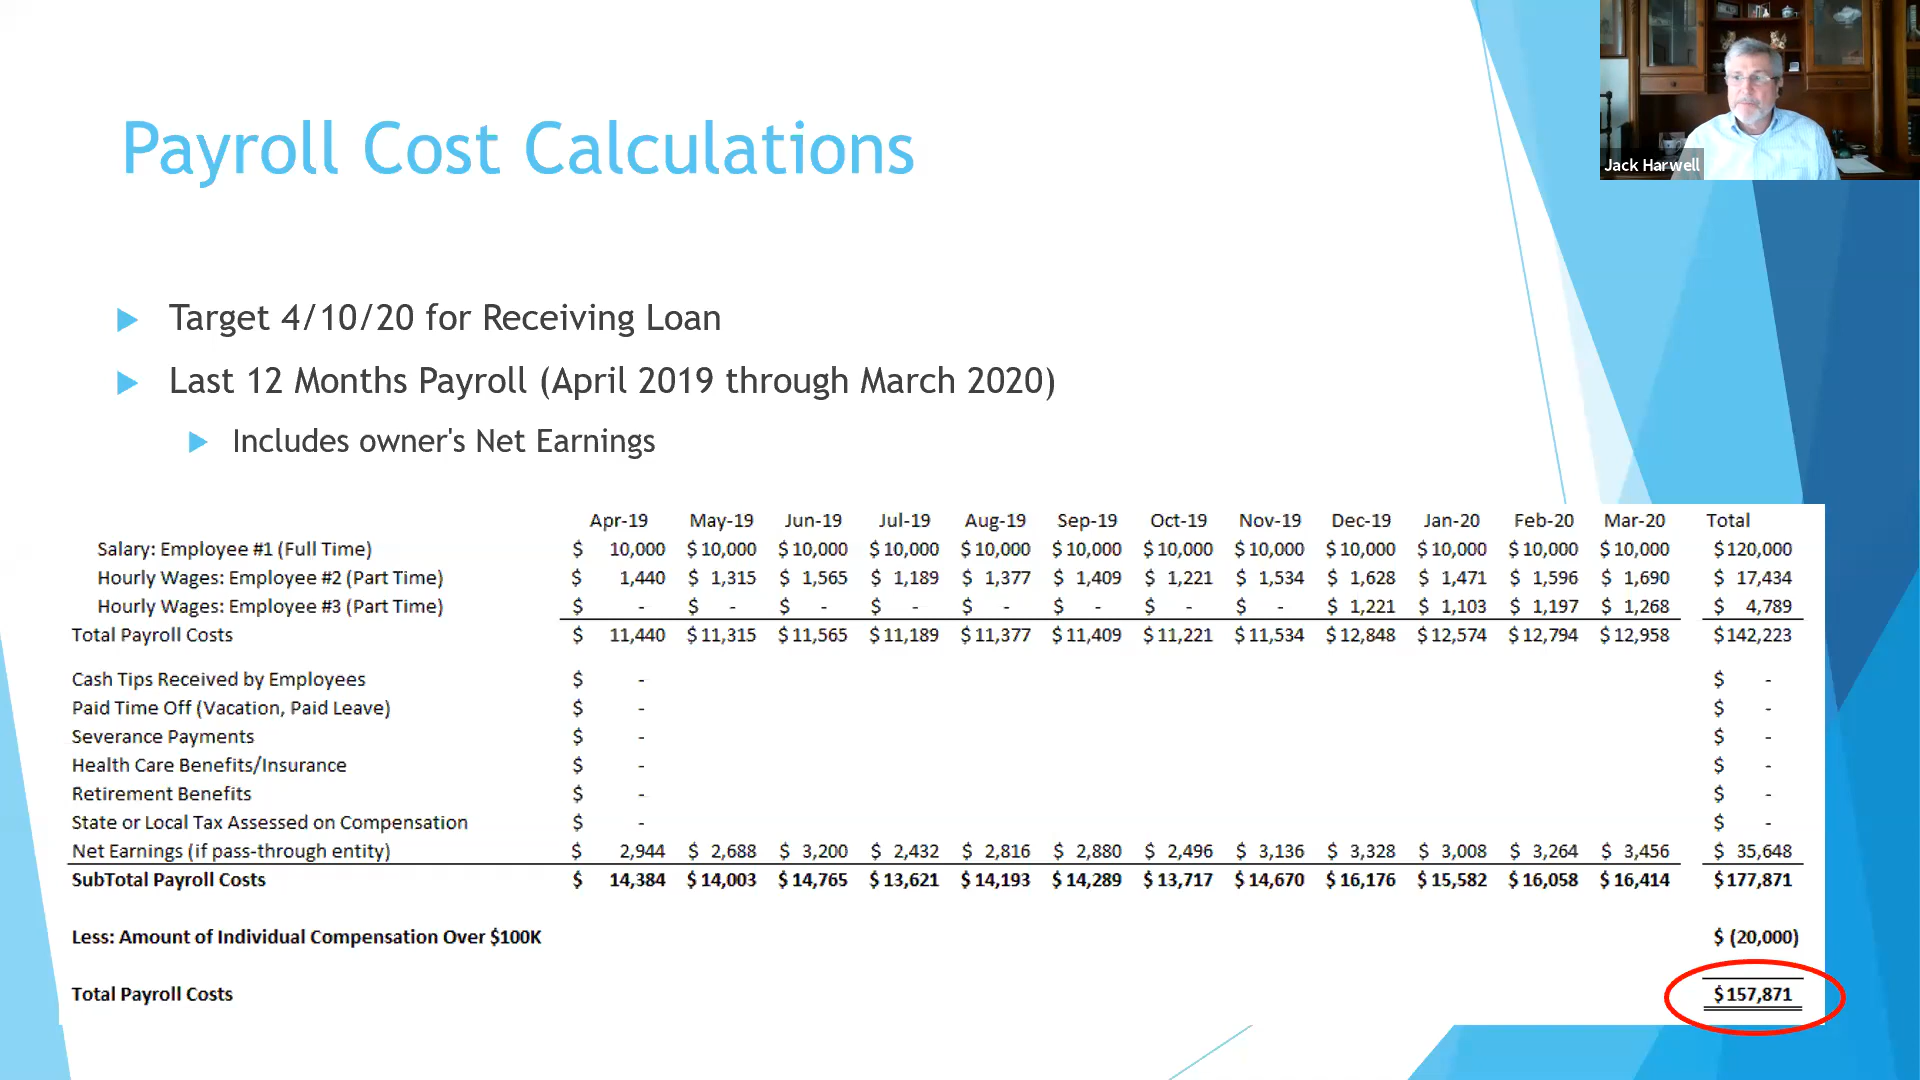 Jack Harwell
Payroll Cost Calculations
Target 4/10/20 for Receiving Loan
Last 12 Months Payroll (April 2019 through March 2020)
Includes owner's Net Earnings
Apr-19 May-19 Jun-19 Jul-19 Aug-19 Sep-19 Oct-19 Nov-19 Dec-19 Jan-20 Feb-20 Mar-20 Total
Salary: Employee #1 (Full Time) $ 10,000 $ 10,000 $ 10,000 $ 10,000 $ 10,000 $ 10,000 $ 10,000 $ 10,000 $ 10,000 $ 10,000 $ 10,000 $ 10,000 $ 120,000
Hourly Wages: Employee #2 (Part Time) $ 1,440 $ 1,315 $ 1,565 $ 1,189 $ 1,377 $ 1,409 $ 1,221 $ 1,534 $ 1,628 $ 1,471 $ 1,596 $ 1,690 $ 17,434
Hourly Wages: Employee #3 (Part Time) $ - $ - $ - $ - $ - $ - $ - $ - $ 1,221 $ 1,103 $ 1,197 $ 1,268 $ 4,789
Total Payroll Costs $ 11,440 $ 11,315 $ 11,565 $ 11,189 $ 11,377 $ 11,409 $ 11,221 $ 11,534 $ 12,848 $ 12,574 $ 12,794 $ 12,958 $ 142,223
Cash Tips Received by Employees $ - $ -
Paid Time Off (Vacation, Paid Leave) $ - $ -
Severance Payments $ - $ -
Health Care Benefits/Insurance $ - $ -
Retirement Benefits $ - $ -
State or Local Tax Assessed on Compensation $ - $ -
Net Earnings (if pass-through entity) $ 2,944 $ 2,688 $ 3,200 $ 2,432 $ 2,816 $ 2,880 $ 2,496 $ 3,136 $ 3,328 $ 3,008 $ 3,264 $ 3,456 $ 35,648
SubTotal Payroll Costs $ 14,384 $ 14,003 $ 14,765 $ 13,621 $ 14,193 $ 14,289 $ 13,717 $ 14,670 $ 16,176 $ 15,582 $ 16,058 $ 16,414 $ 177,871
Less: Amount of Individual Compensation Over $100K $ (20,000)
Total Payroll Costs $ 157,871